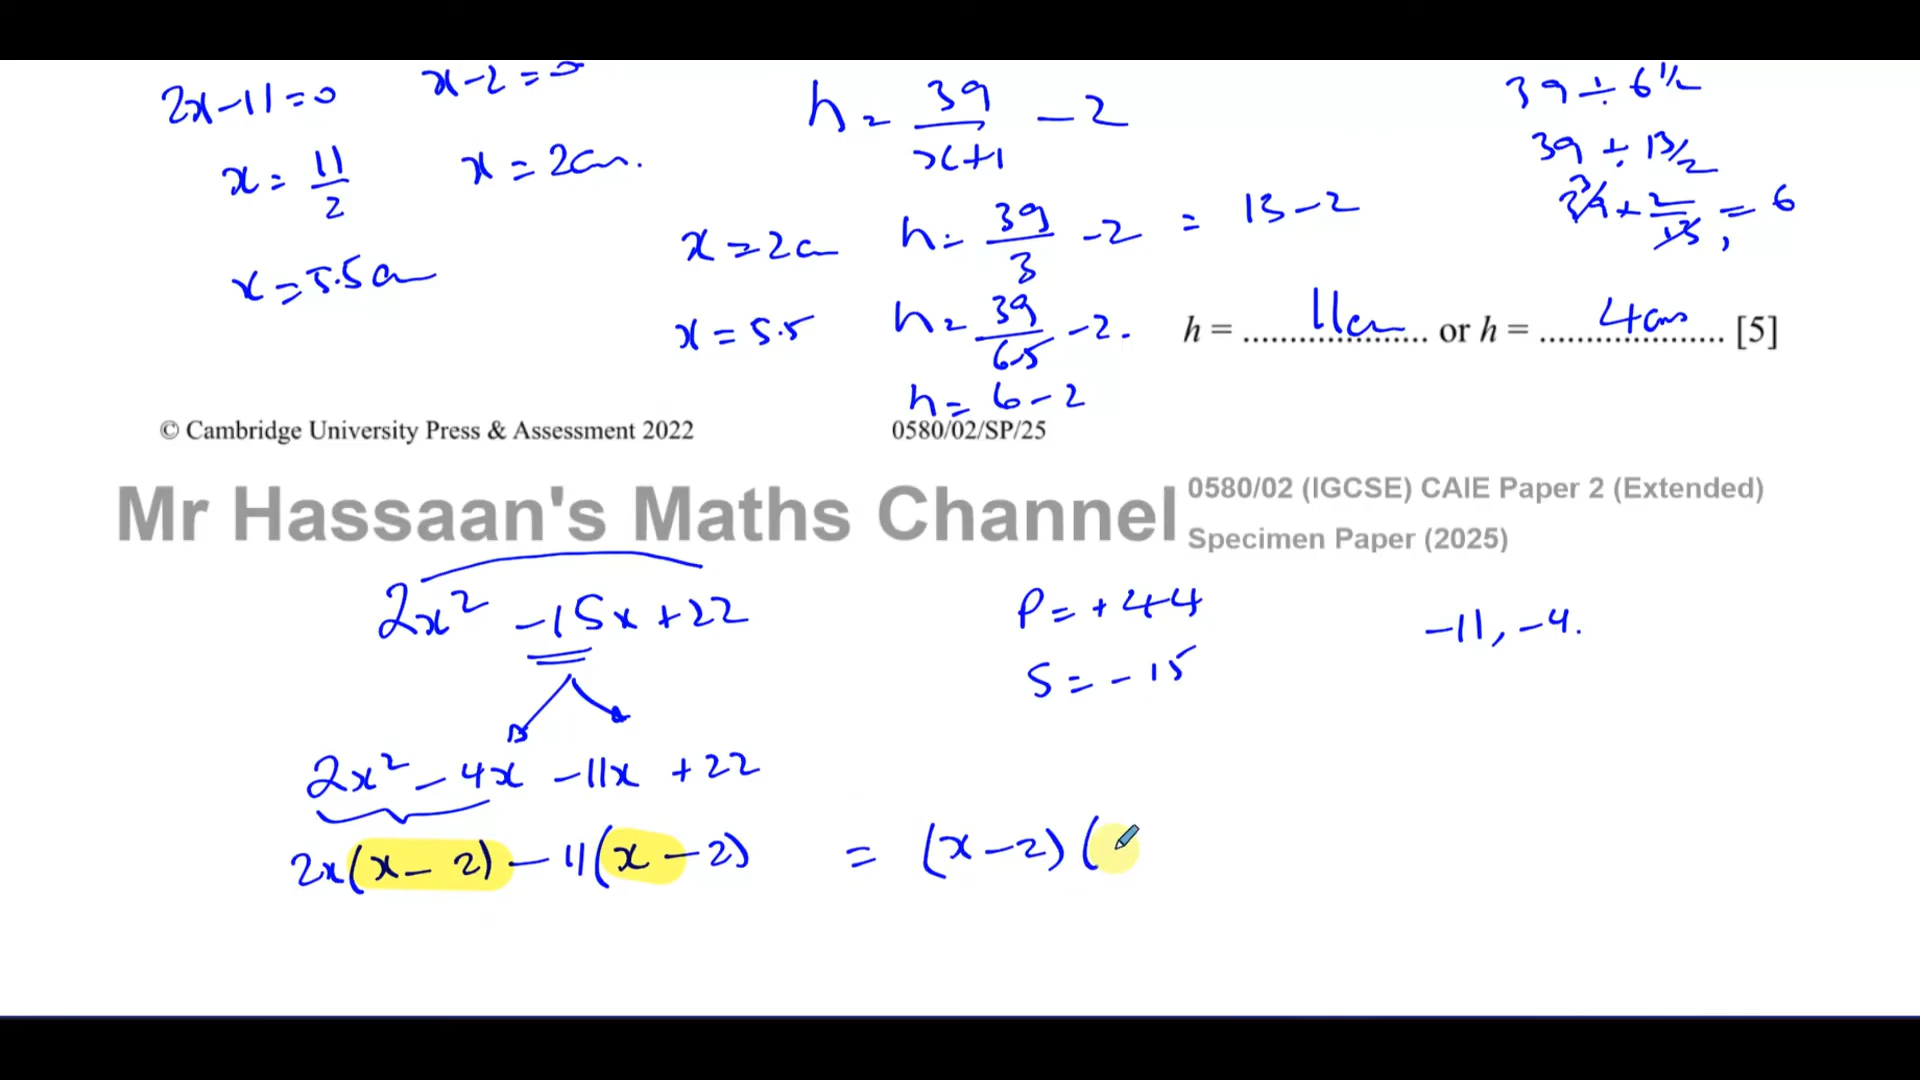 2x-11=0
x-2=0
h = 39/(x+1) - 2
39 ÷ 6 1/2
x = 11/2
x = 2cm.
39 ÷ 13/2
x = 2cm h = 39/3 - 2 = 13 - 2
= 6
x = 5.5cm
x = 5.5 h = 39/6.5 - 2.
h = 11cm or h = 4cm [5]
h = 6 - 2
© Cambridge University Press & Assessment 2022 0580/02/SP/25
Mr Hassaan's Maths Channel
0580/02 (IGCSE) CAIE Paper 2 (Extended)
Specimen Paper (2025)
2x² -15x +22
P = +44
-11, -4.
S = -15
2x² - 4x -11x +22
2x(x - 2) - 11(x - 2) = (x - 2) (